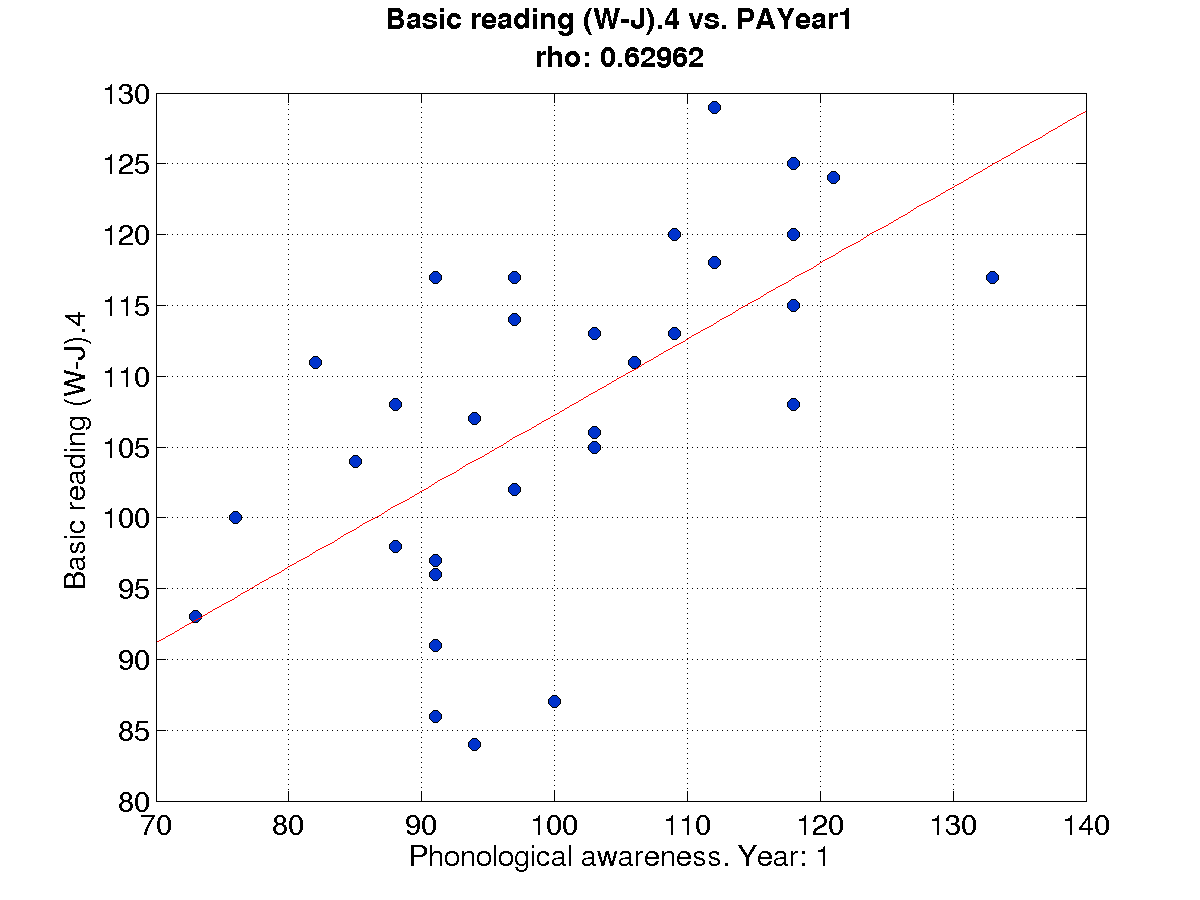 Basic reading (W-J).4 vs. PAYear1
rho: 0.62962
130
125
120
115
110
105
100
95
90
85
80
Basic reading (W-J).4
70 80 90 100 110 120 130 140
Phonological awareness. Year: 1